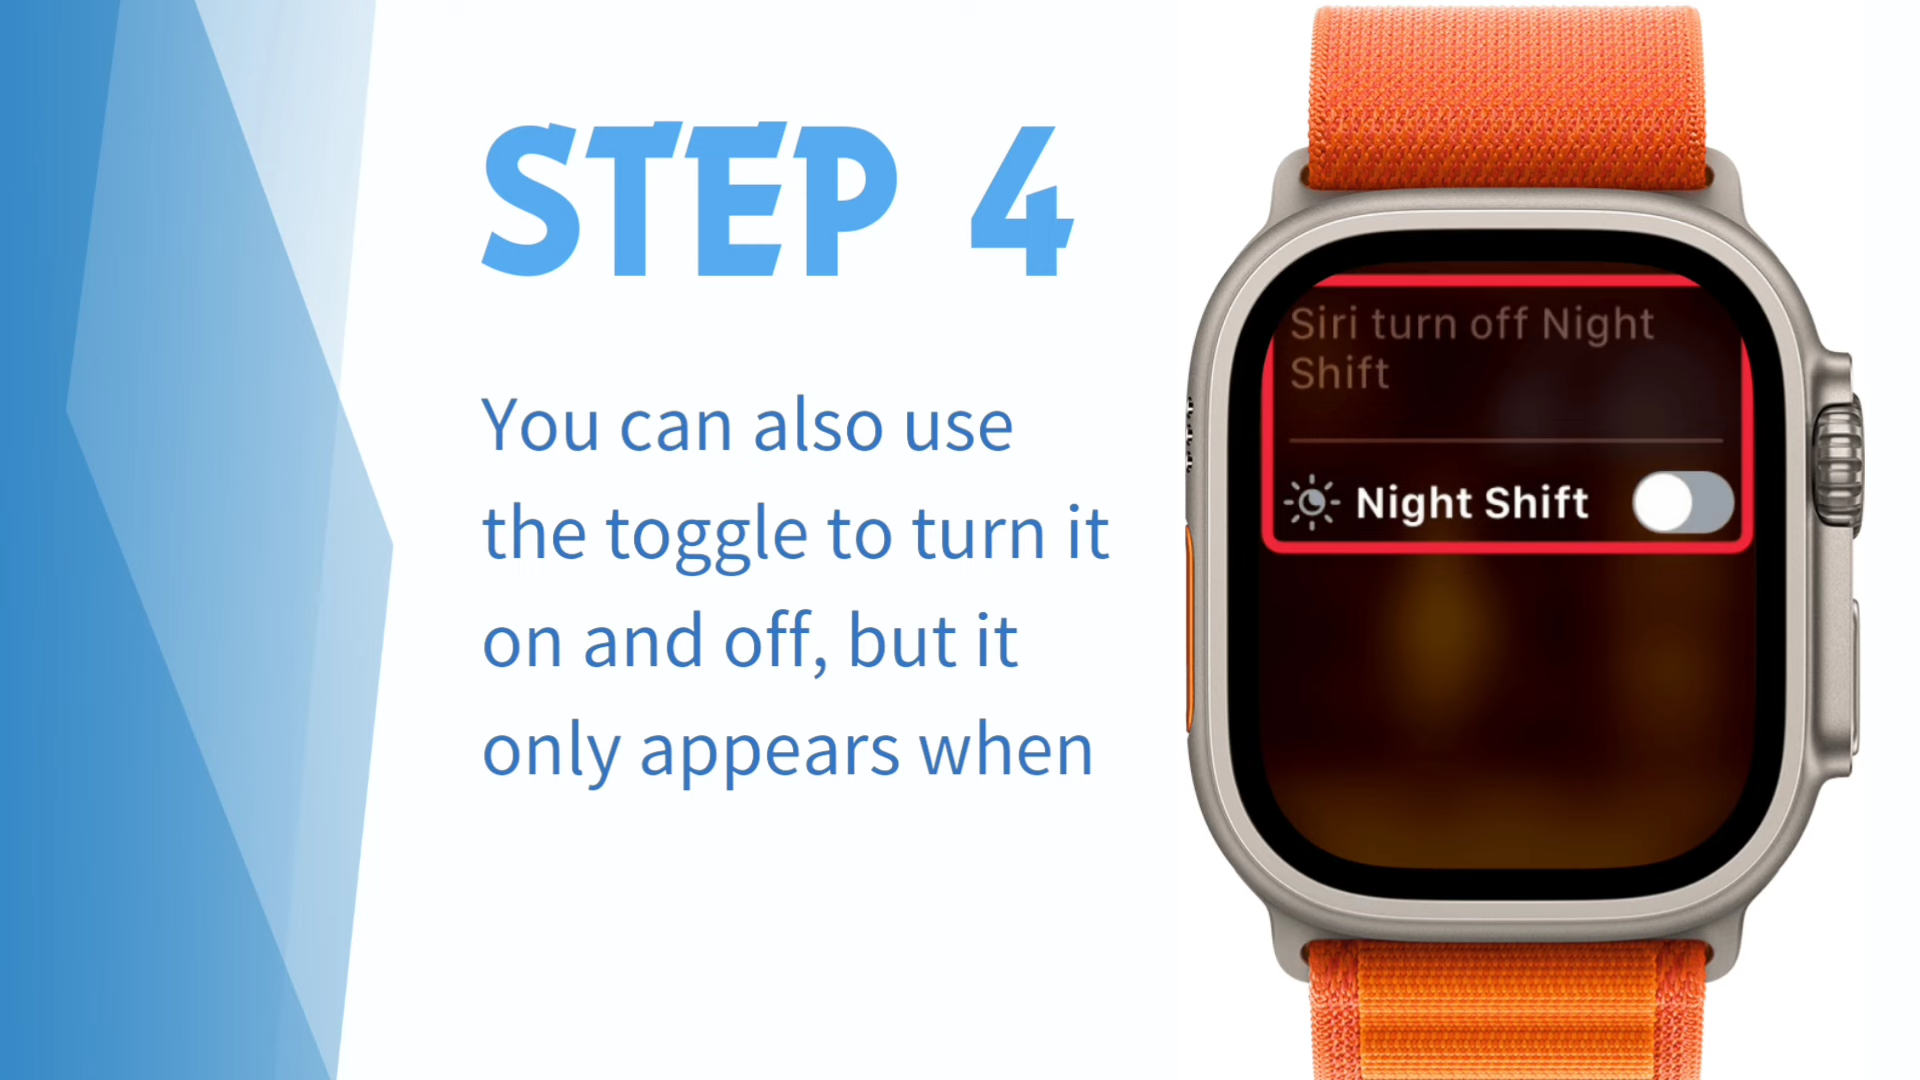 STEP 4
You can also use
the toggle to turn it
on and off, but it
only appears when
Siri turn off Night
Shift
Night Shift